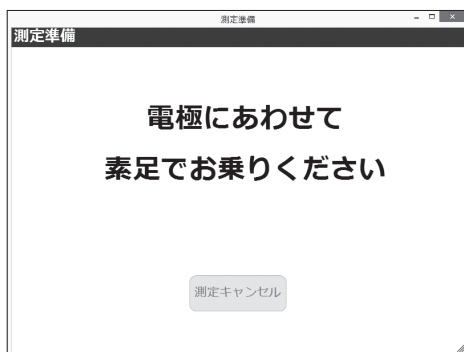 測定準備
測定準備
電極にあわせて
素足でお乗りください
測定キャンセル